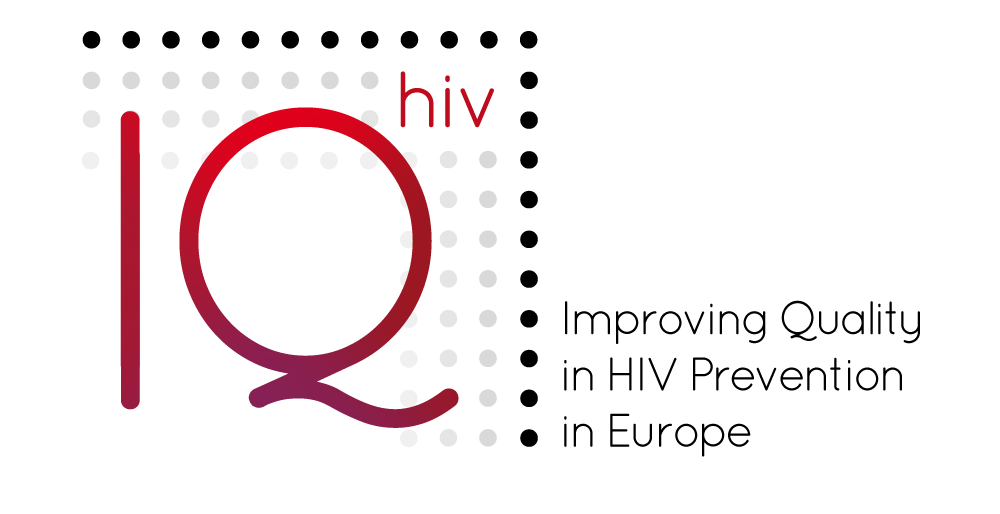 IQ hiv
Improving Quality
in HIV Prevention
in Europe